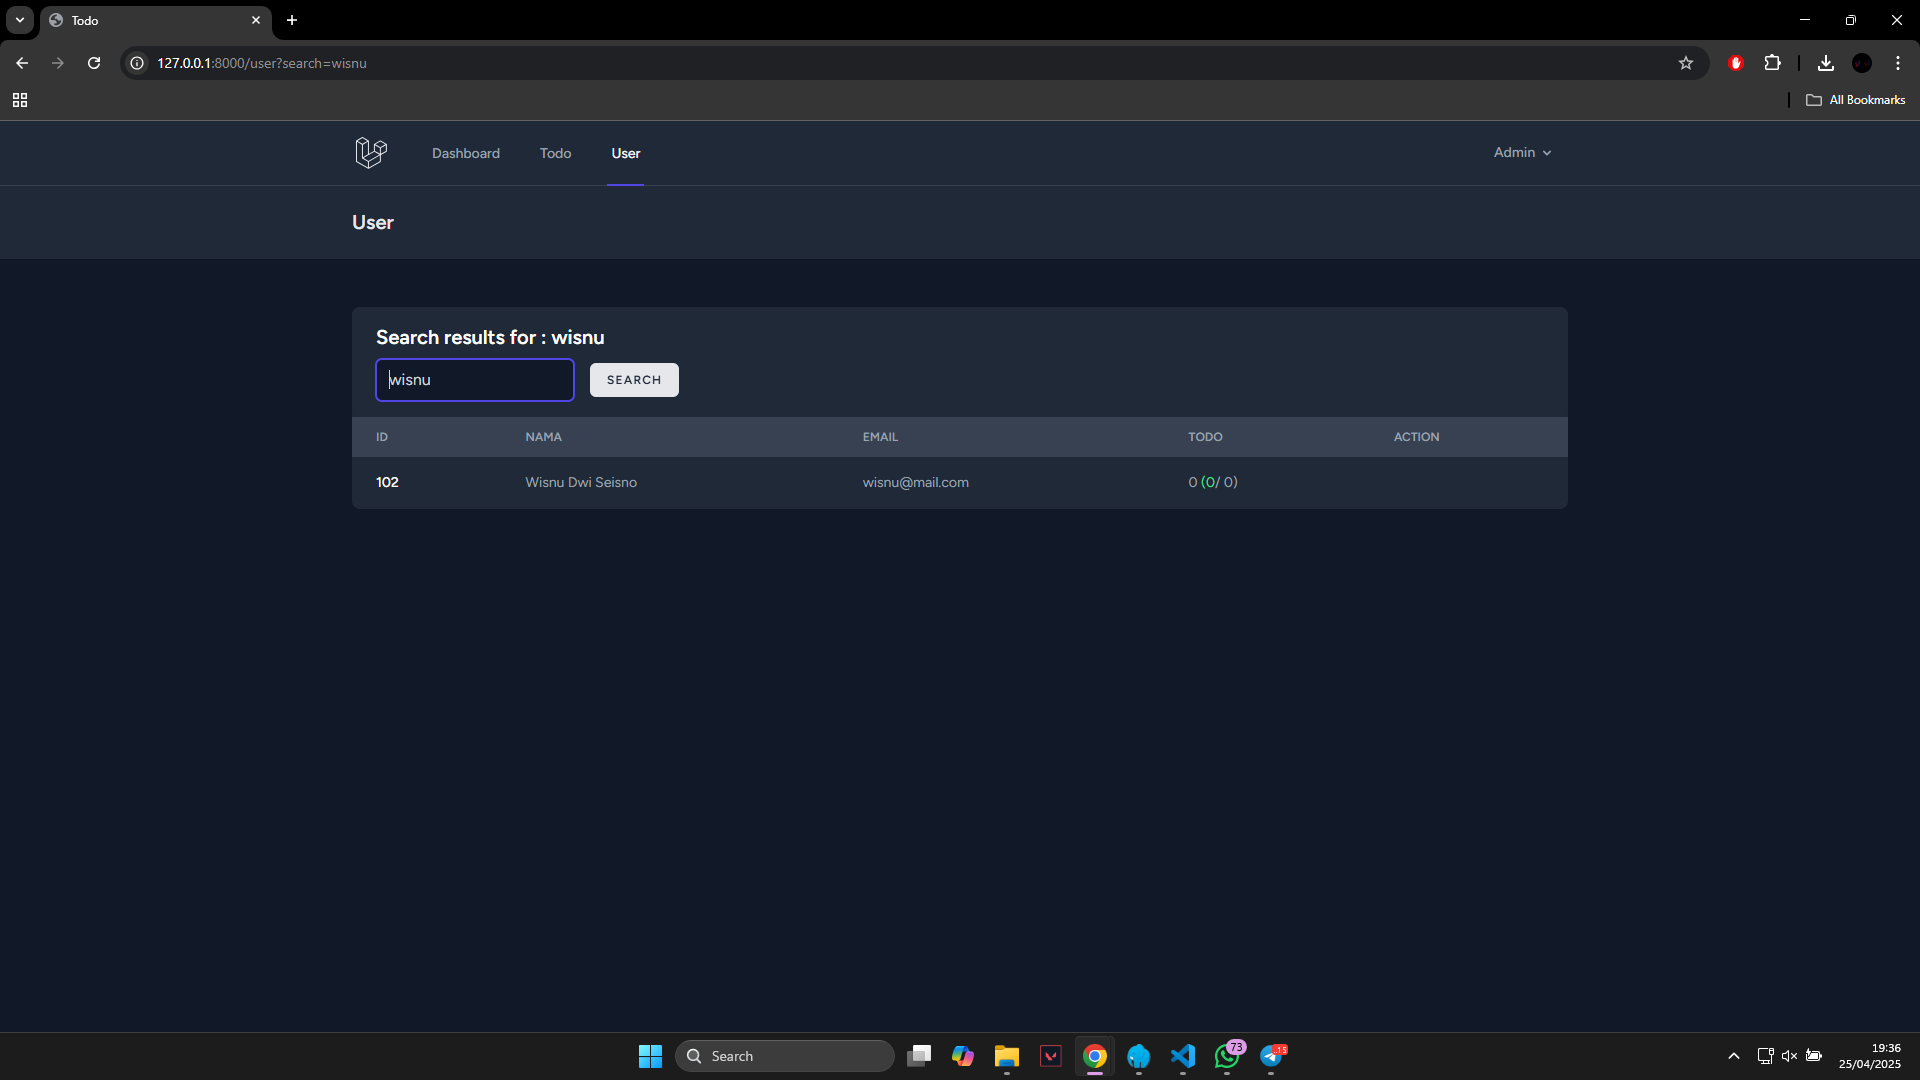 Todo
127.0.0.1:8000/user?search=wisnu
All Bookmarks
Dashboard Todo User Admin
User
Search results for : wisnu
wisnu SEARCH
ID NAMA EMAIL TODO ACTION
102 Wisnu Dwi Seisno wisnu@mail.com 0 (0/ 0)
Search 73 ..15 19:36
25/04/2025